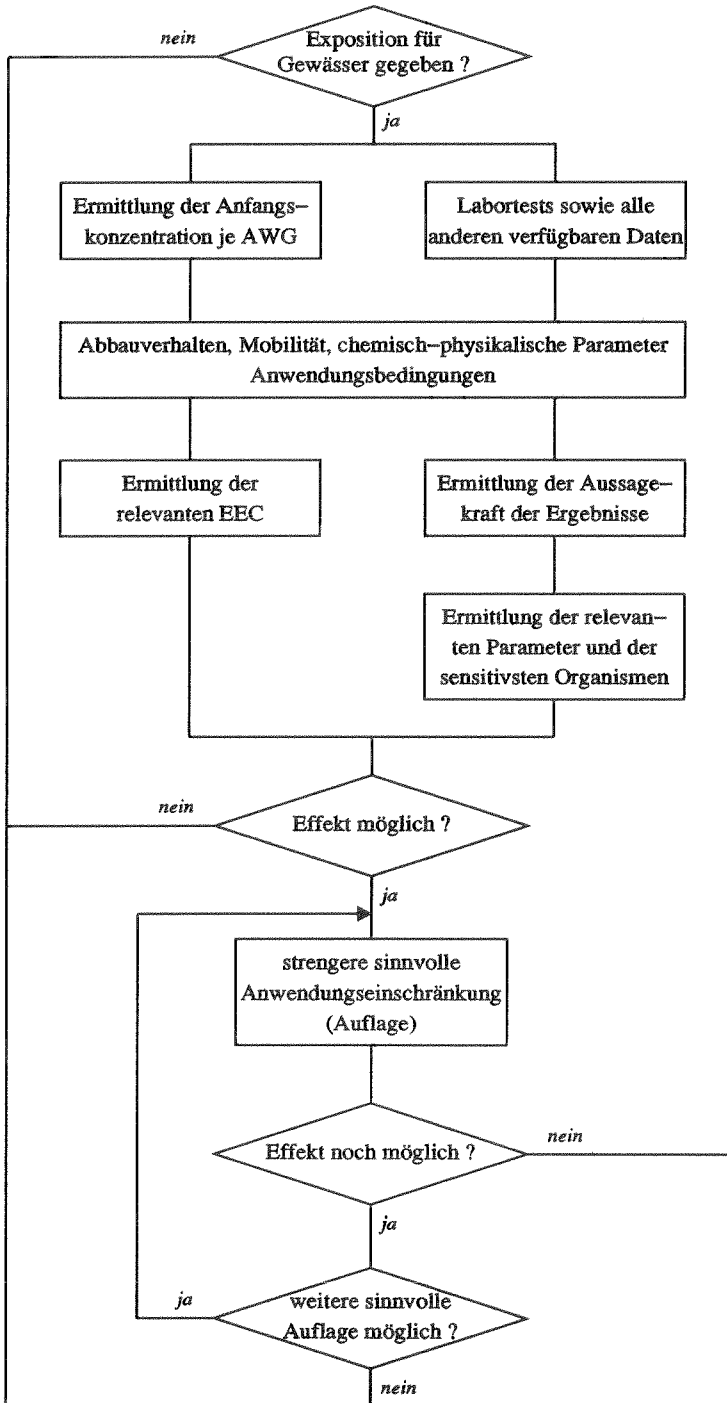 nein
Exposition für
Gewässer gegeben ?
ja
Ermittlung der Anfangs–
konzentration je AWG
Labortests sowie alle
anderen verfügbaren Daten
Abbauverhalten, Mobilität, chemisch–physikalische Parameter
Anwendungsbedingungen
Ermittlung der
relevanten EEC
Ermittlung der Aussage–
kraft der Ergebnisse
Ermittlung der relevan–
ten Parameter und der
sensitivsten Organismen
nein
Effekt möglich ?
ja
strengere sinnvolle
Anwendungseinschränkung
(Auflage)
Effekt noch möglich ?
nein
ja
ja
weitere sinnvolle
Auflage möglich ?
nein